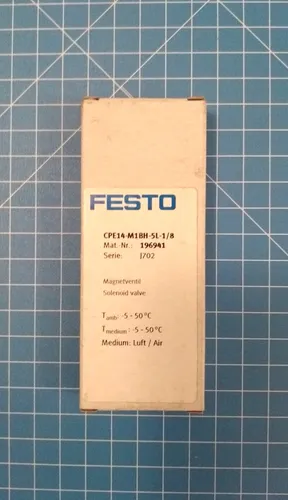 FESTO
CPE14-M1BH-5L-1/8
Mat.-Nr.: 196941
Serie: J702
Magnetventil
Solenoid valve
Tamb: -5 - 50 °C
Tmedium: -5 - 50 °C
Medium: Luft / Air